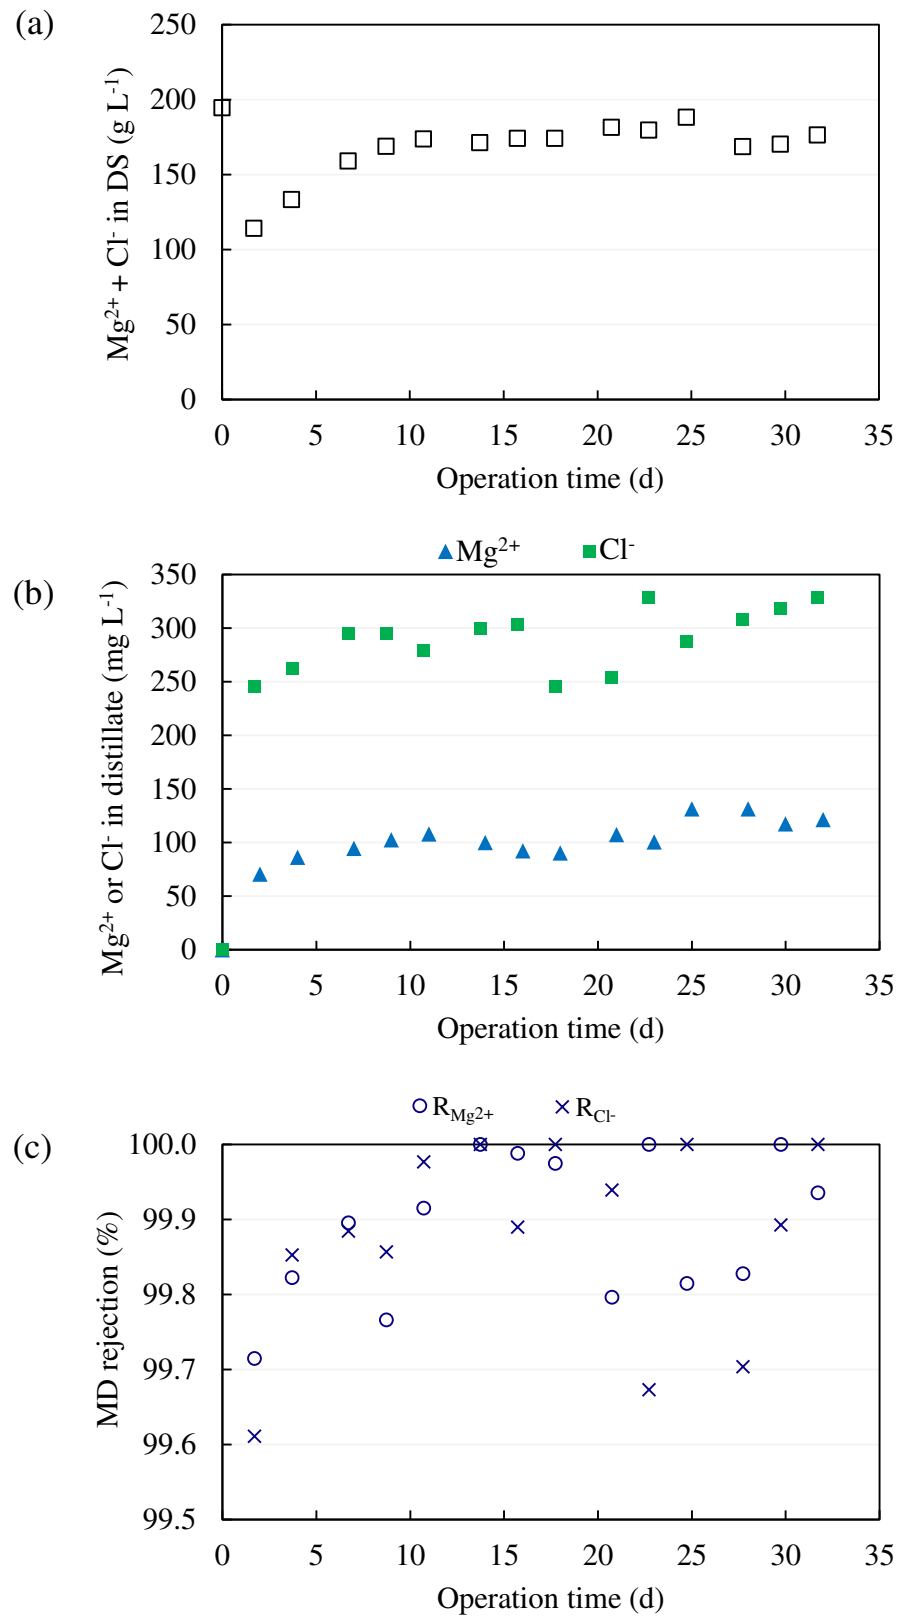 (a)
Mg²⁺ + Cl⁻ in DS (g L⁻¹)
250
200
150
100
50
0
0 5 10 15 20 25 30 35
Operation time (d)
Mg²⁺ Cl⁻
(b)
Mg²⁺ or Cl⁻ in distillate (mg L⁻¹)
350
300
250
200
150
100
50
0
0 5 10 15 20 25 30 35
Operation time (d)
R_Mg²⁺ R_Cl⁻
(c)
MD rejection (%)
100.0
99.9
99.8
99.7
99.6
99.5
0 5 10 15 20 25 30 35
Operation time (d)